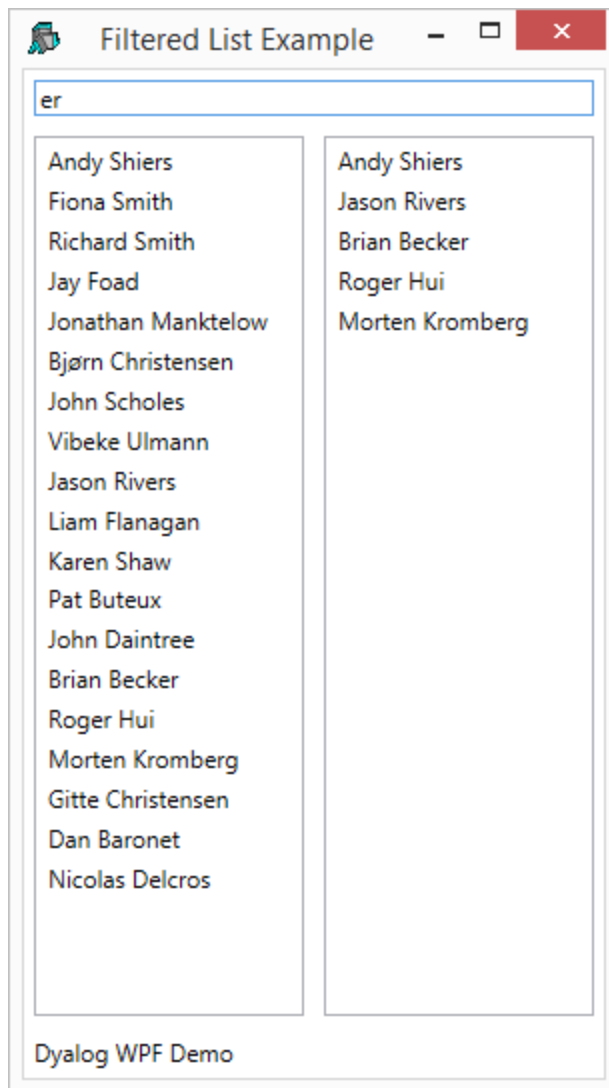 Filtered List Example
er
Andy Shiers
Fiona Smith
Richard Smith
Jay Foad
Jonathan Manktelow
Bjørn Christensen
John Scholes
Vibeke Ulmann
Jason Rivers
Liam Flanagan
Karen Shaw
Pat Buteux
John Daintree
Brian Becker
Roger Hui
Morten Kromberg
Gitte Christensen
Dan Baronet
Nicolas Delcros
Andy Shiers
Jason Rivers
Brian Becker
Roger Hui
Morten Kromberg
Dyalog WPF Demo